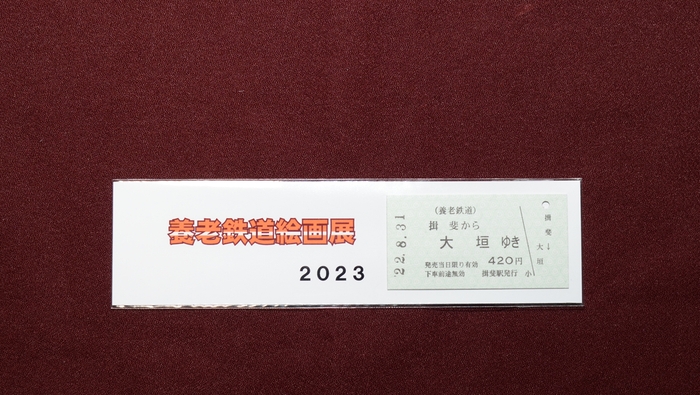 養老鉄道絵画展
2023
'22.8.31
(養老鉄道)
揖斐から
大垣ゆき
発売当日限り有効 420円
下車前途無効 揖斐駅発行 小
揖斐
↓
大垣